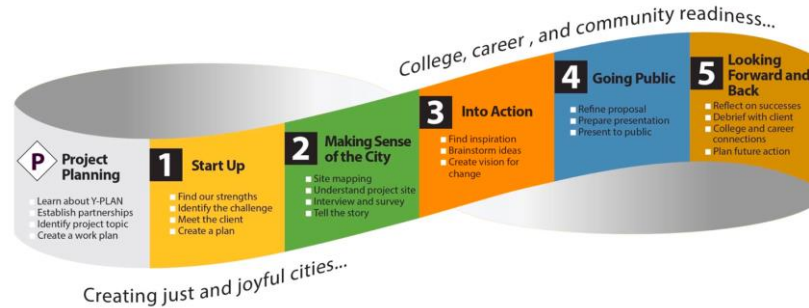 College, career , and community readiness...
P
Project
Planning
Learn about Y-PLAN
Establish partnerships
Identify project topic
Create a work plan
1
Start Up
Find our strengths
Identify the challenge
Meet the client
Create a plan
2
Making Sense
of the City
Site mapping
Understand project site
Interview and survey
Tell the story
3
Into Action
Find inspiration
Brainstorm ideas
Create vision for
change
4
Going Public
Refine proposal
Prepare presentation
Present to public
5
Looking
Forward and
Back
Reflect on successes
Debrief with client
College and career
connections
Plan future action
Creating just and joyful cities...